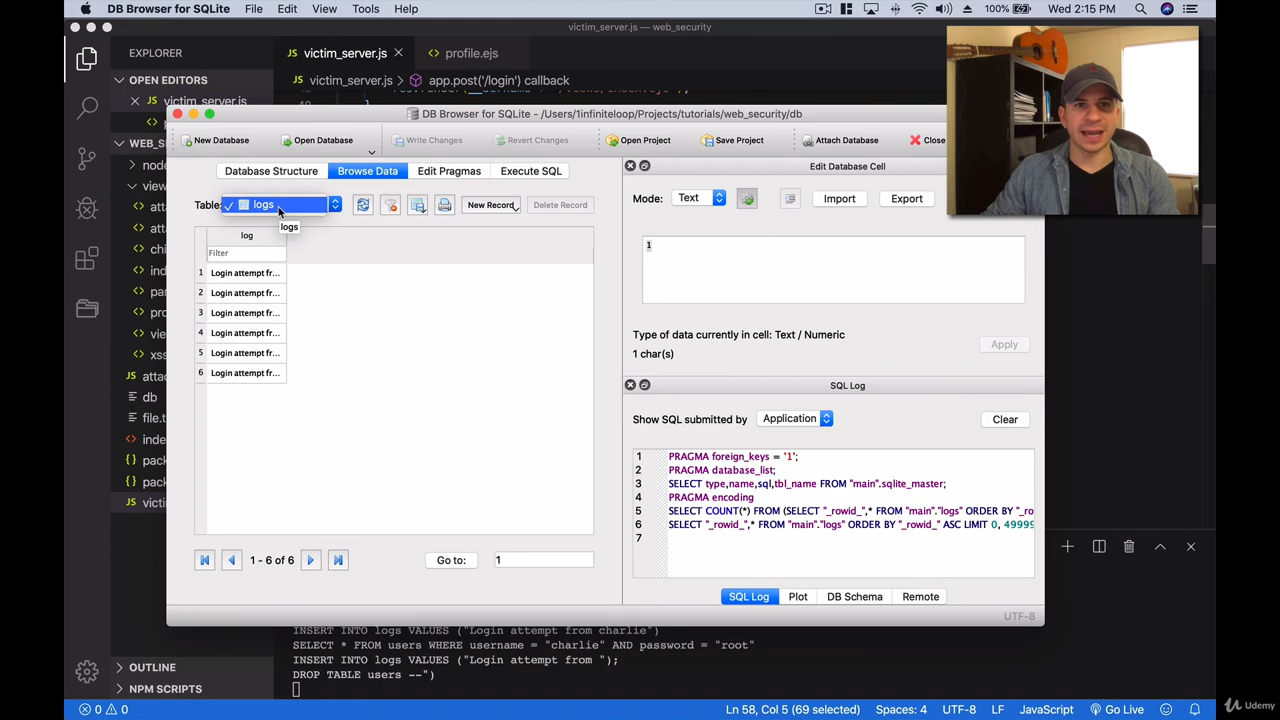 DB Browser for SQLite File Edit View Tools Help 100% Wed 2:15 PM
victim_server.js — web_security
EXPLORER
JS victim_server.js
<> profile.ejs
OPEN EDITORS
JS victim_server.js > app.post('/login') callback
JS victim_server.js
48
DB Browser for SQLite - /Users/1infiniteloop/Projects/tutorials/web_security/db
New Database Open Database Write Changes Revert Changes Open Project Save Project Attach Database Close
Database Structure Browse Data Edit Pragmas Execute SQL
Edit Database Cell
Table: logs
New Record Delete Record
logs
Mode: Text Import Export
log
Filter
1 Login attempt fr...
2 Login attempt fr...
3 Login attempt fr...
4 Login attempt fr...
5 Login attempt fr...
6 Login attempt fr...
1
Type of data currently in cell: Text / Numeric
1 char(s)
Apply
SQL Log
Show SQL submitted by Application Clear
1 PRAGMA foreign_keys = '1';
2 PRAGMA database_list;
3 SELECT type,name,sql,tbl_name FROM "main".sqlite_master;
4 PRAGMA encoding
5 SELECT COUNT(*) FROM (SELECT "_rowid_",* FROM "main"."logs" ORDER BY "_ro
6 SELECT "_rowid_",* FROM "main"."logs" ORDER BY "_rowid_" ASC LIMIT 0, 49999
7
1 - 6 of 6 Go to: 1
SQL Log Plot DB Schema Remote
UTF-8
INSERT INTO logs VALUES ("Login attempt from charlie")
SELECT * FROM users WHERE username = "charlie" AND password = "root"
INSERT INTO logs VALUES ("Login attempt from ");
DROP TABLE users --")
OUTLINE
NPM SCRIPTS
0 0 Ln 58, Col 5 (69 selected) Spaces: 4 UTF-8 LF JavaScript Go Live
Udemy